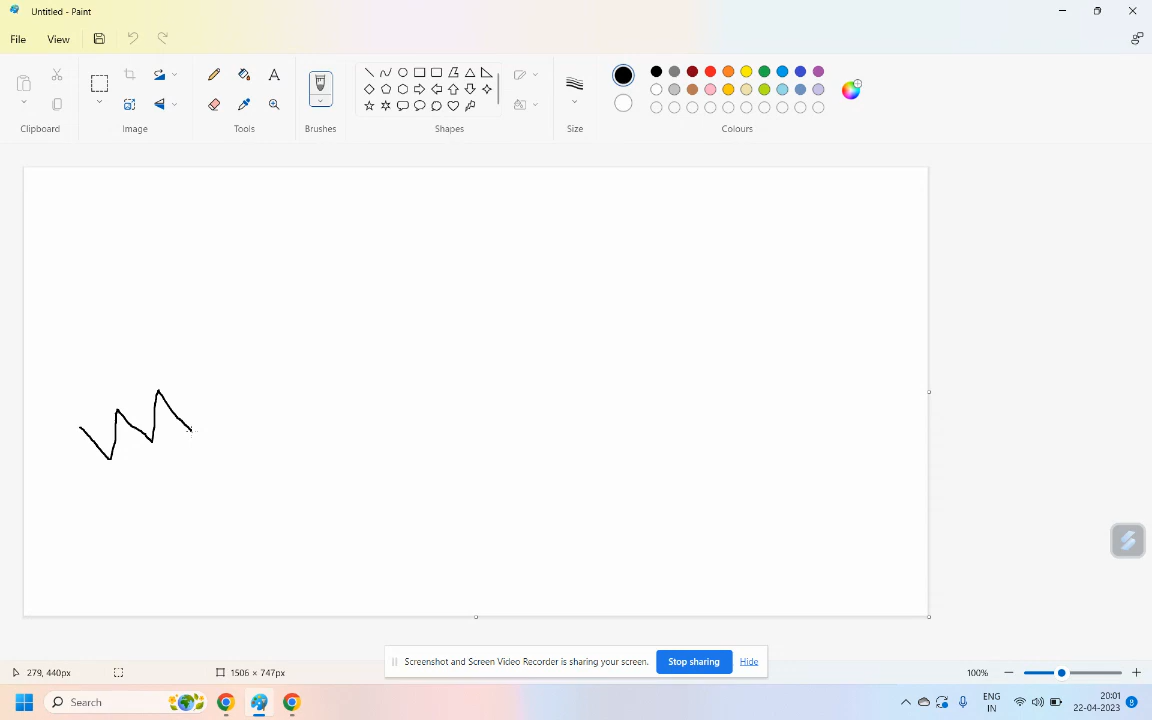 Untitled - Paint
File View
Clipboard Image Tools Brushes Shapes Size Colours
279, 440px 1506 × 747px 100%
Screenshot and Screen Video Recorder is sharing your screen. Stop sharing Hide
Search ENG IN 20:01 22-04-2023